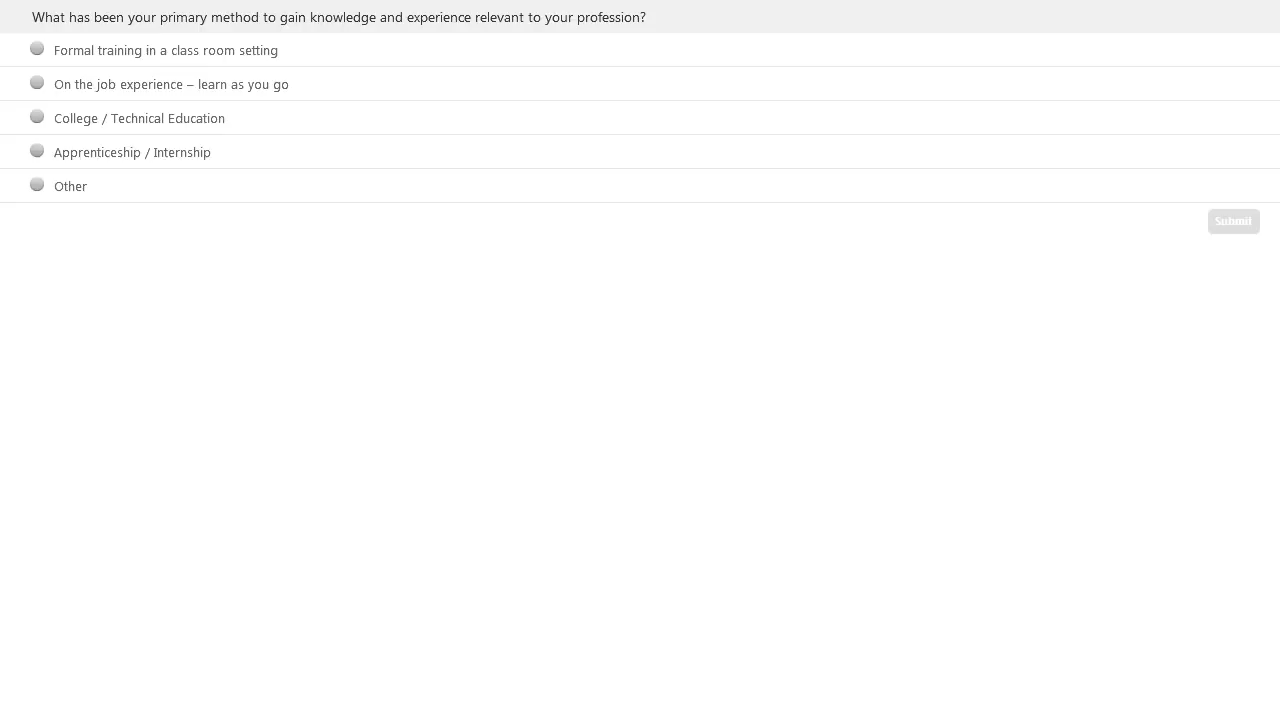 What has been your primary method to gain knowledge and experience relevant to your profession?
Formal training in a class room setting
On the job experience – learn as you go
College / Technical Education
Apprenticeship / Internship
Other
Submit